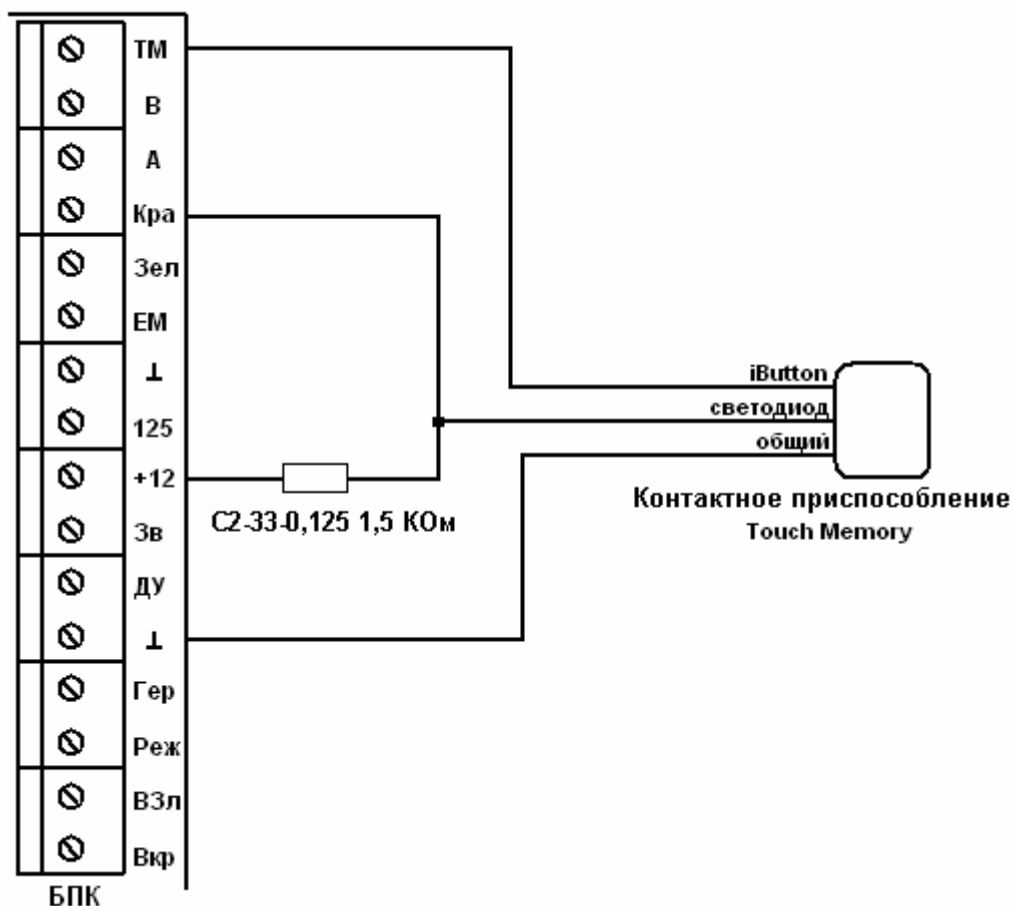 ТМ
В
А
Кра
Зел
ЕМ
⊥
125
+12
Зв
ДУ
⊥
Гер
Реж
ВЗл
Вкр
БПК
С2-33-0,125 1,5 КОм
iButton
светодиод
общий
Контактное приспособление
Touch Memory